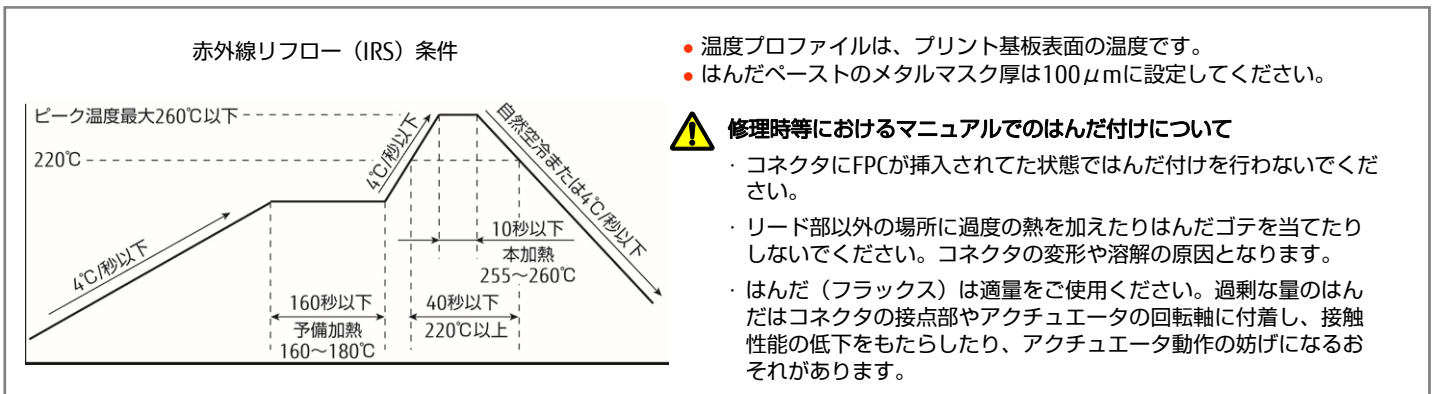 赤外線リフロー（IRS）条件
ピーク温度最大260℃以下
220℃
4℃/秒以下
4℃/秒以下
自然空冷または4℃/秒以下
10秒以下
本加熱
255～260℃
160秒以下
予備加熱
160～180℃
40秒以下
220℃以上
● 温度プロファイルは、プリント基板表面の温度です。
● はんだペーストのメタルマスク厚は100μmに設定してください。
修理時等におけるマニュアルでのはんだ付けについて
· コネクタにFPCが挿入されてた状態ではんだ付けを行わないでくだ
さい。
· リード部以外の場所に過度の熱を加えたりはんだゴテを当てたり
しないでください。コネクタの変形や溶解の原因となります。
· はんだ（フラックス）は適量をご使用ください。過剰な量のはん
だはコネクタの接点部やアクチュエータの回転軸に付着し、接触
性能の低下をもたらしたり、アクチュエータ動作の妨げになるお
それがあります。